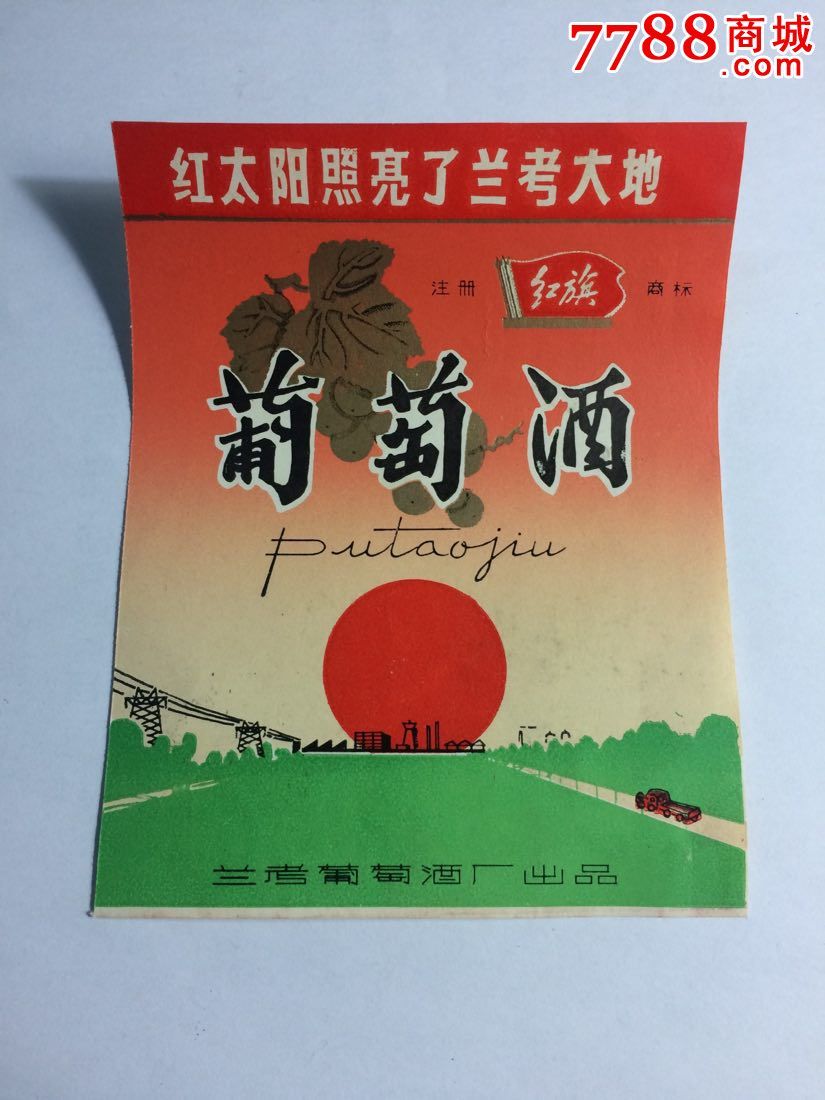 7788商城
.com
红太阳照亮了兰考大地
注册 红旗 商标
葡萄酒
putaojiu
兰考葡萄酒厂出品